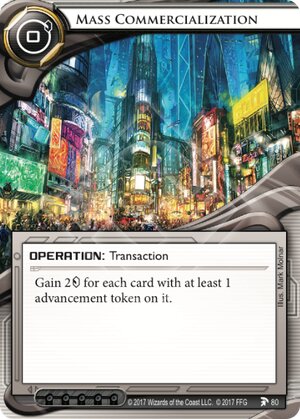 MASS COMMERCIALIZATION
0
OPERATION: Transaction
Gain 2 for each card with at least 1
advancement token on it.
Illus. Mark Molnar
© 2017 Wizards of the Coast LLC. © 2017 FFG
80